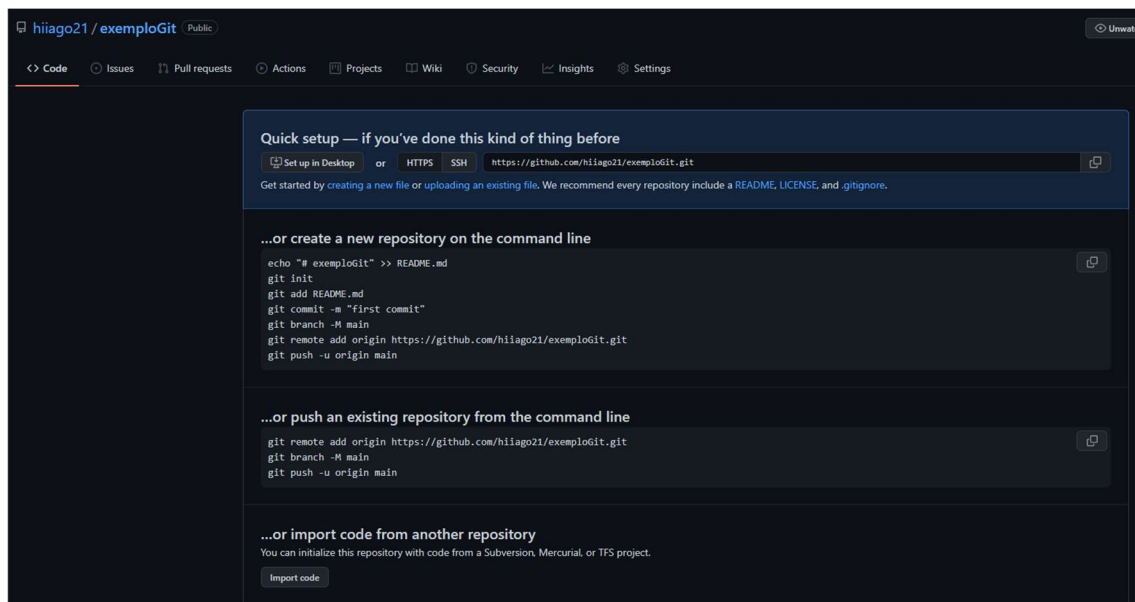 hiiago21 / exemploGit Public
Unwat
Code Issues Pull requests Actions Projects Wiki Security Insights Settings
Quick setup — if you've done this kind of thing before
Set up in Desktop or HTTPS SSH https://github.com/hiiago21/exemploGit.git
Get started by creating a new file or uploading an existing file. We recommend every repository include a README, LICENSE, and .gitignore.
...or create a new repository on the command line
echo "# exemploGit" >> README.md
git init
git add README.md
git commit -m "first commit"
git branch -M main
git remote add origin https://github.com/hiiago21/exemploGit.git
git push -u origin main
...or push an existing repository from the command line
git remote add origin https://github.com/hiiago21/exemploGit.git
git branch -M main
git push -u origin main
...or import code from another repository
You can initialize this repository with code from a Subversion, Mercurial, or TFS project.
Import code